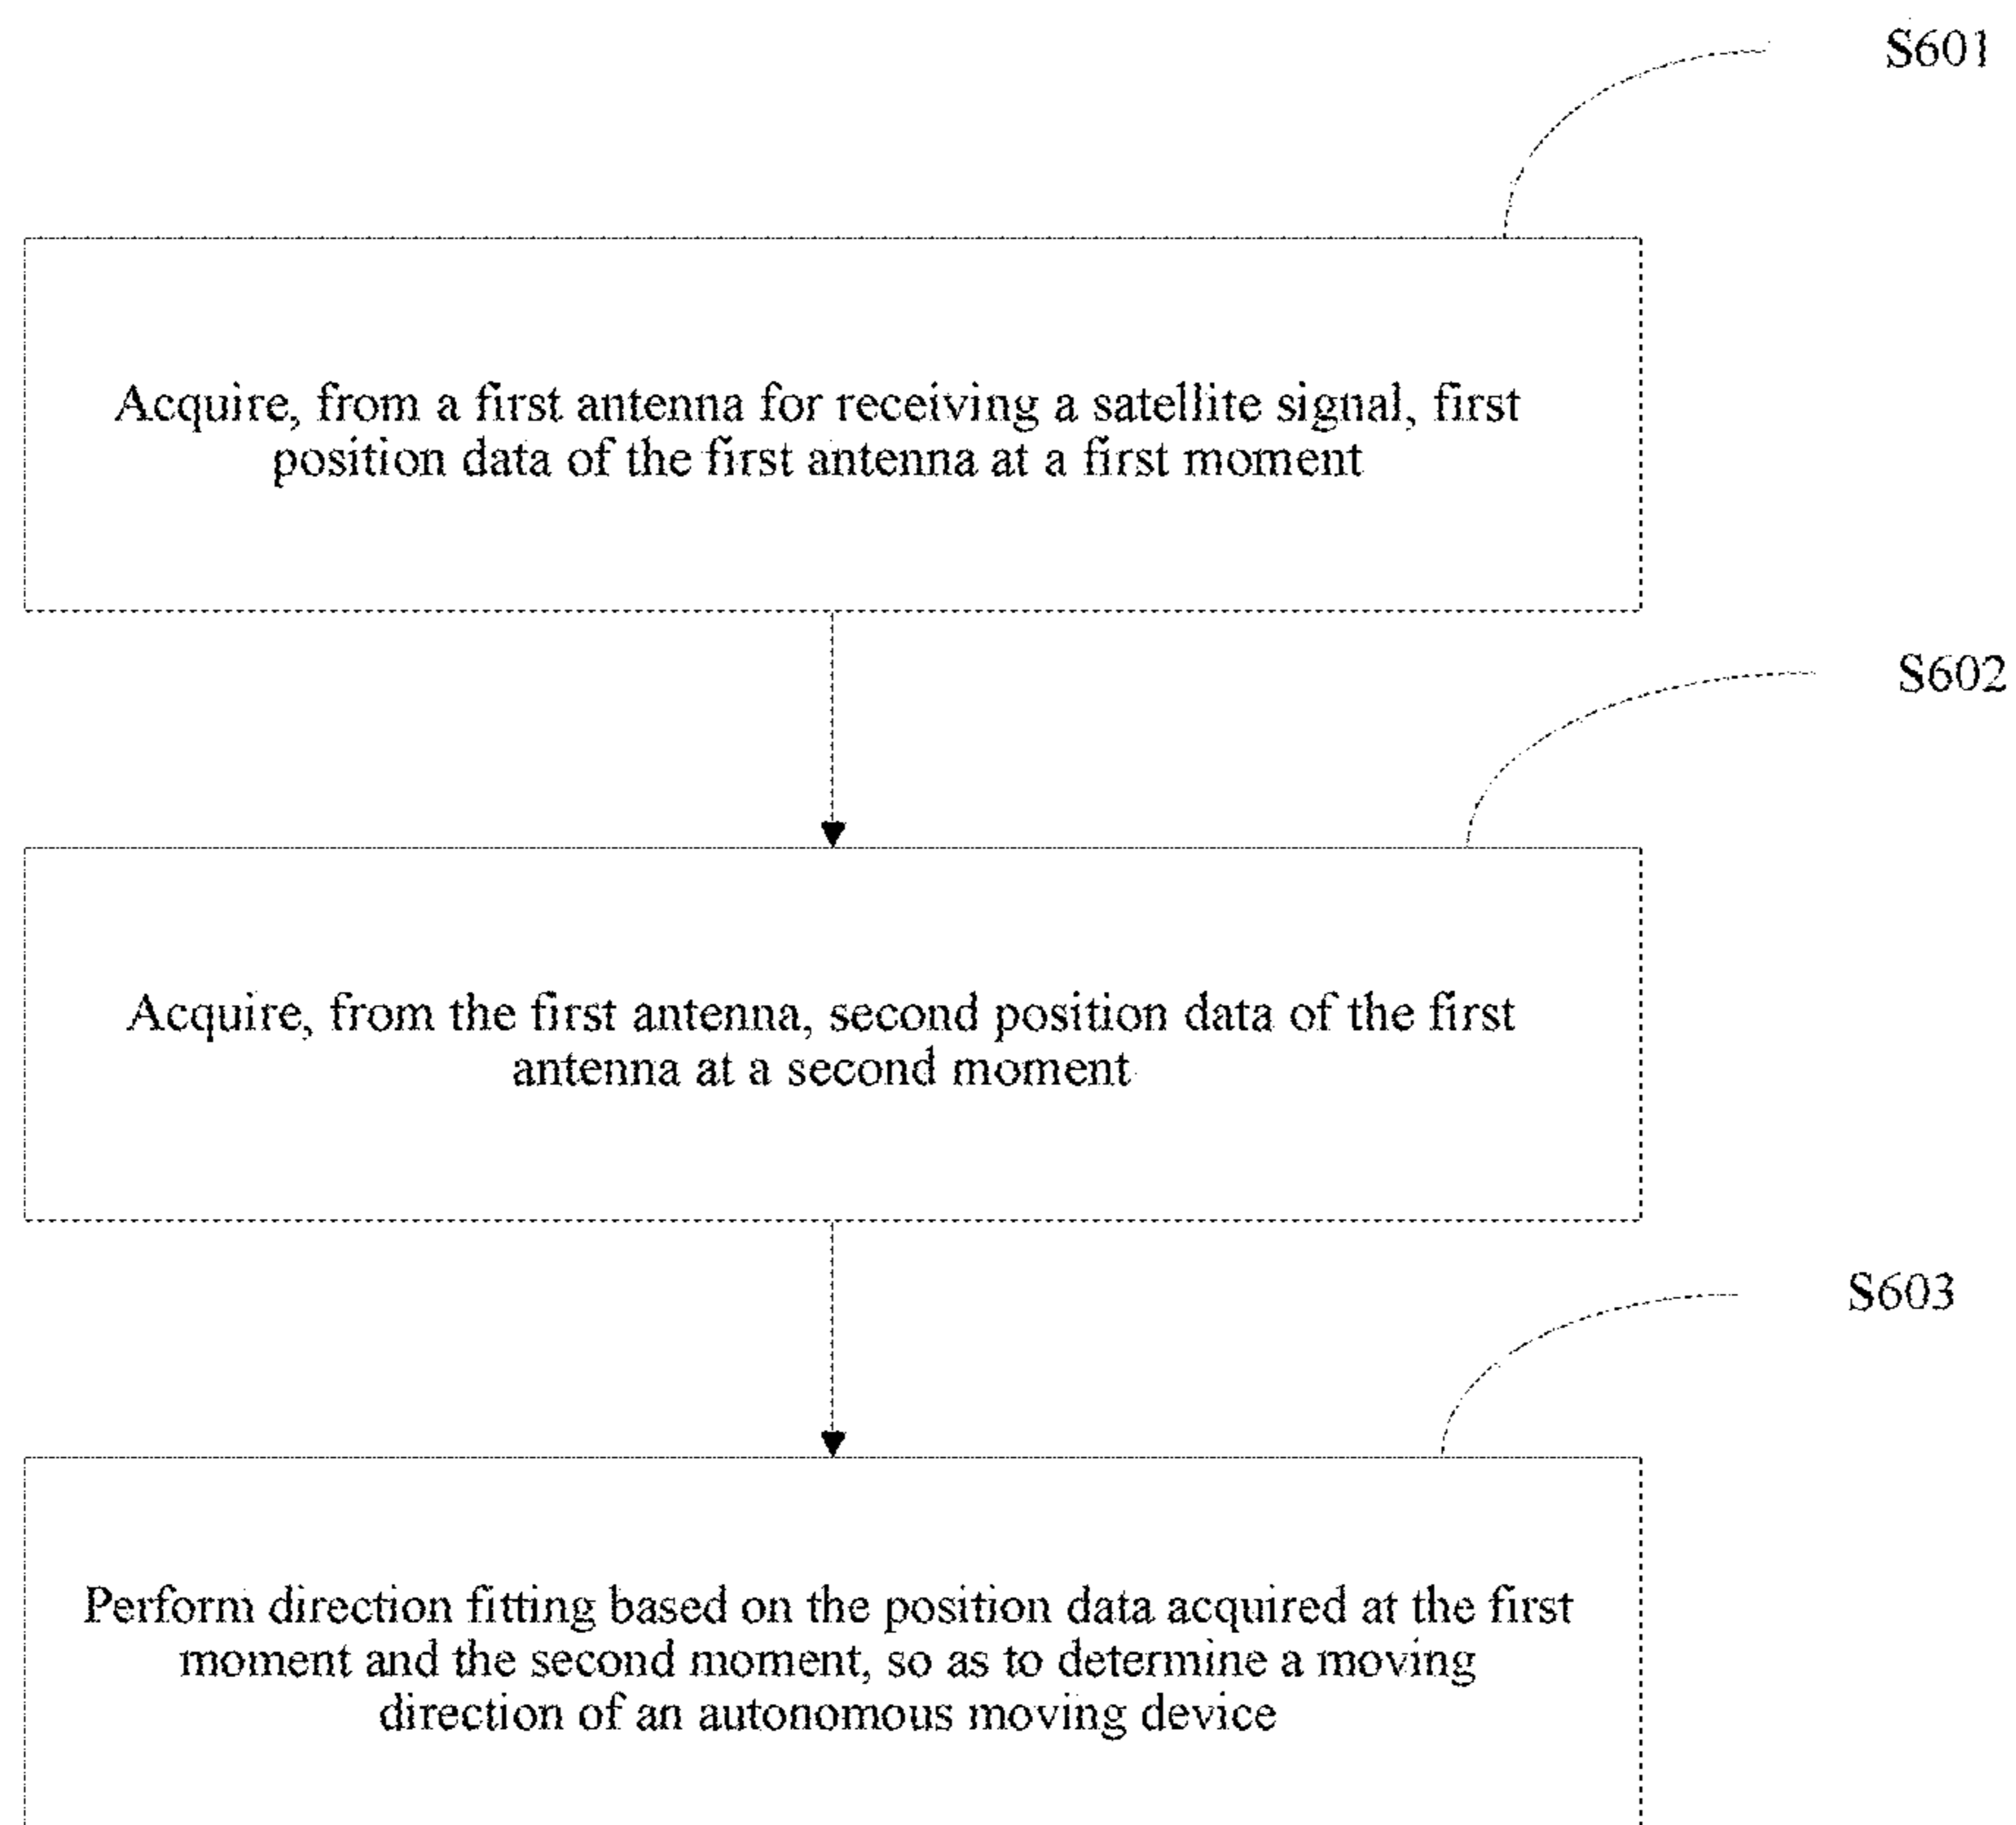 S601
Acquire, from a first antenna for receiving a satellite signal, first
position data of the first antenna at a first moment
S602
Acquire, from the first antenna, second position data of the first
antenna at a second moment
S603
Perform direction fitting based on the position data acquired at the first
moment and the second moment, so as to determine a moving
direction of an autonomous moving device